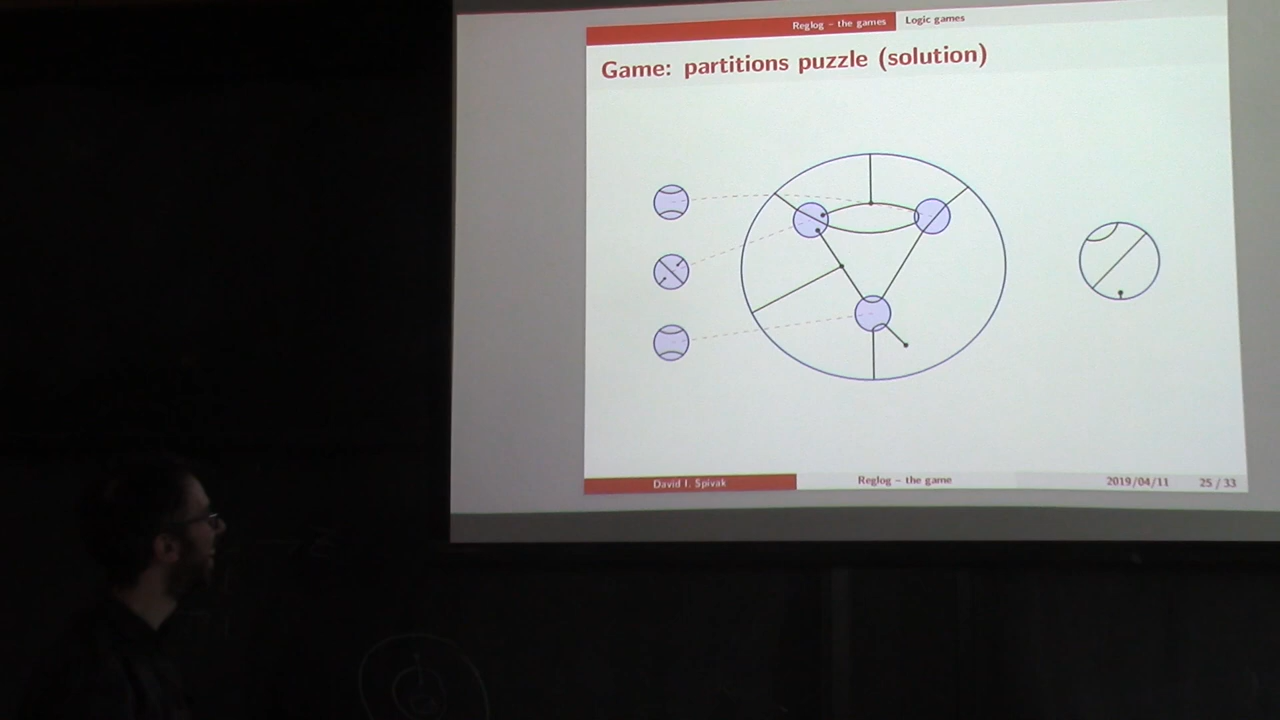 Reglog – the games
Logic games
Game: partitions puzzle (solution)
David I. Spivak
Reglog – the game
2019/04/11
25 / 33